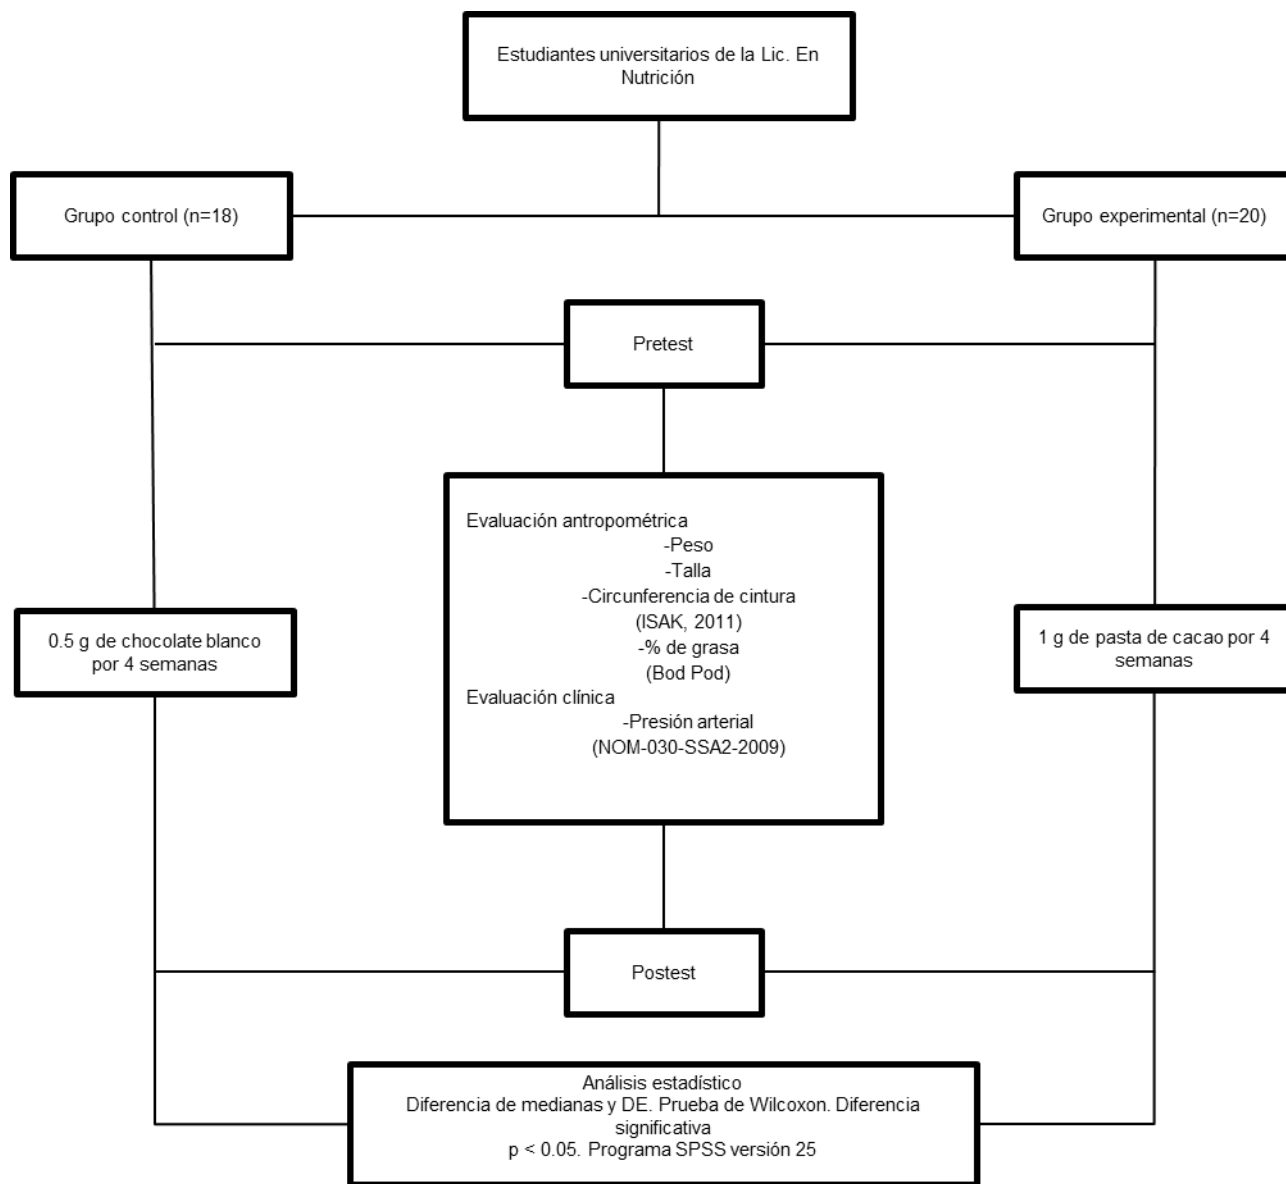 Estudiantes universitarios de la Lic. En
Nutrición
Grupo control (n=18)
Grupo experimental (n=20)
Pretest
Evaluación antropométrica
-Peso
-Talla
-Circunferencia de cintura
(ISAK, 2011)
-% de grasa
(Bod Pod)
Evaluación clínica
-Presión arterial
(NOM-030-SSA2-2009)
0.5 g de chocolate blanco
por 4 semanas
1 g de pasta de cacao por 4
semanas
Postest
Análisis estadístico
Diferencia de medianas y DE. Prueba de Wilcoxon. Diferencia
significativa
p < 0.05. Programa SPSS versión 25